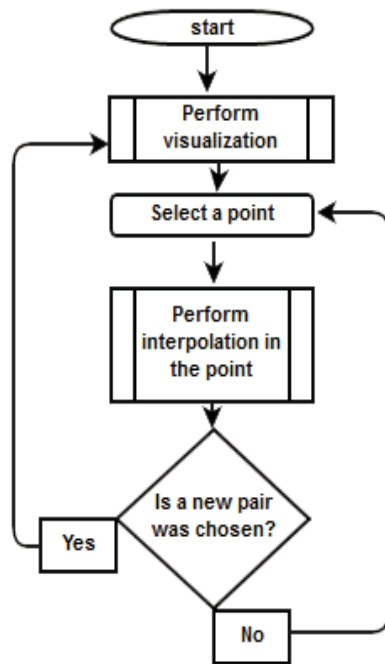 start
Perform
visualization
Select a point
Perform
interpolation in
the point
Is a new pair
was chosen?
Yes
No